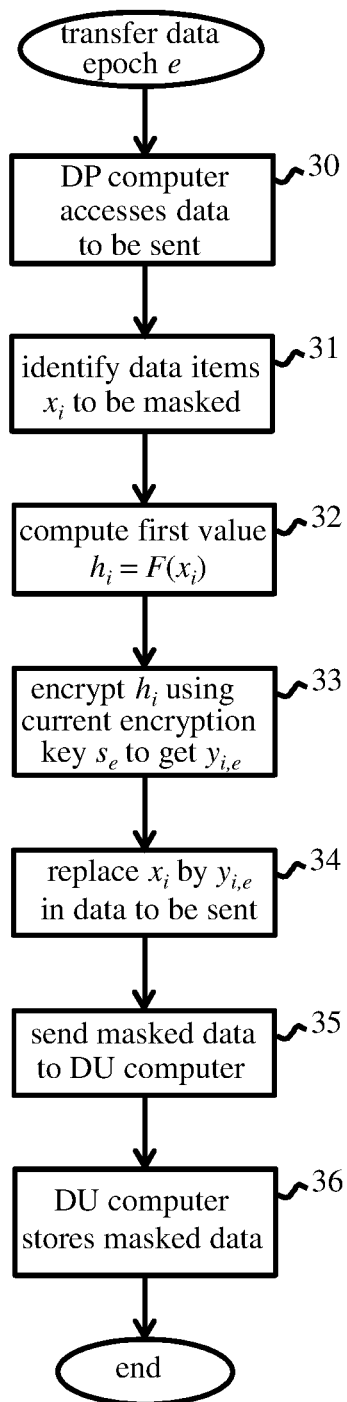 transfer data
epoch e
30
DP computer
accesses data
to be sent
31
identify data items
xᵢ to be masked
32
compute first value
hᵢ = F(xᵢ)
33
encrypt hᵢ using
current encryption
key sₑ to get y_{i,e}
34
replace xᵢ by y_{i,e}
in data to be sent
35
send masked data
to DU computer
36
DU computer
stores masked data
end